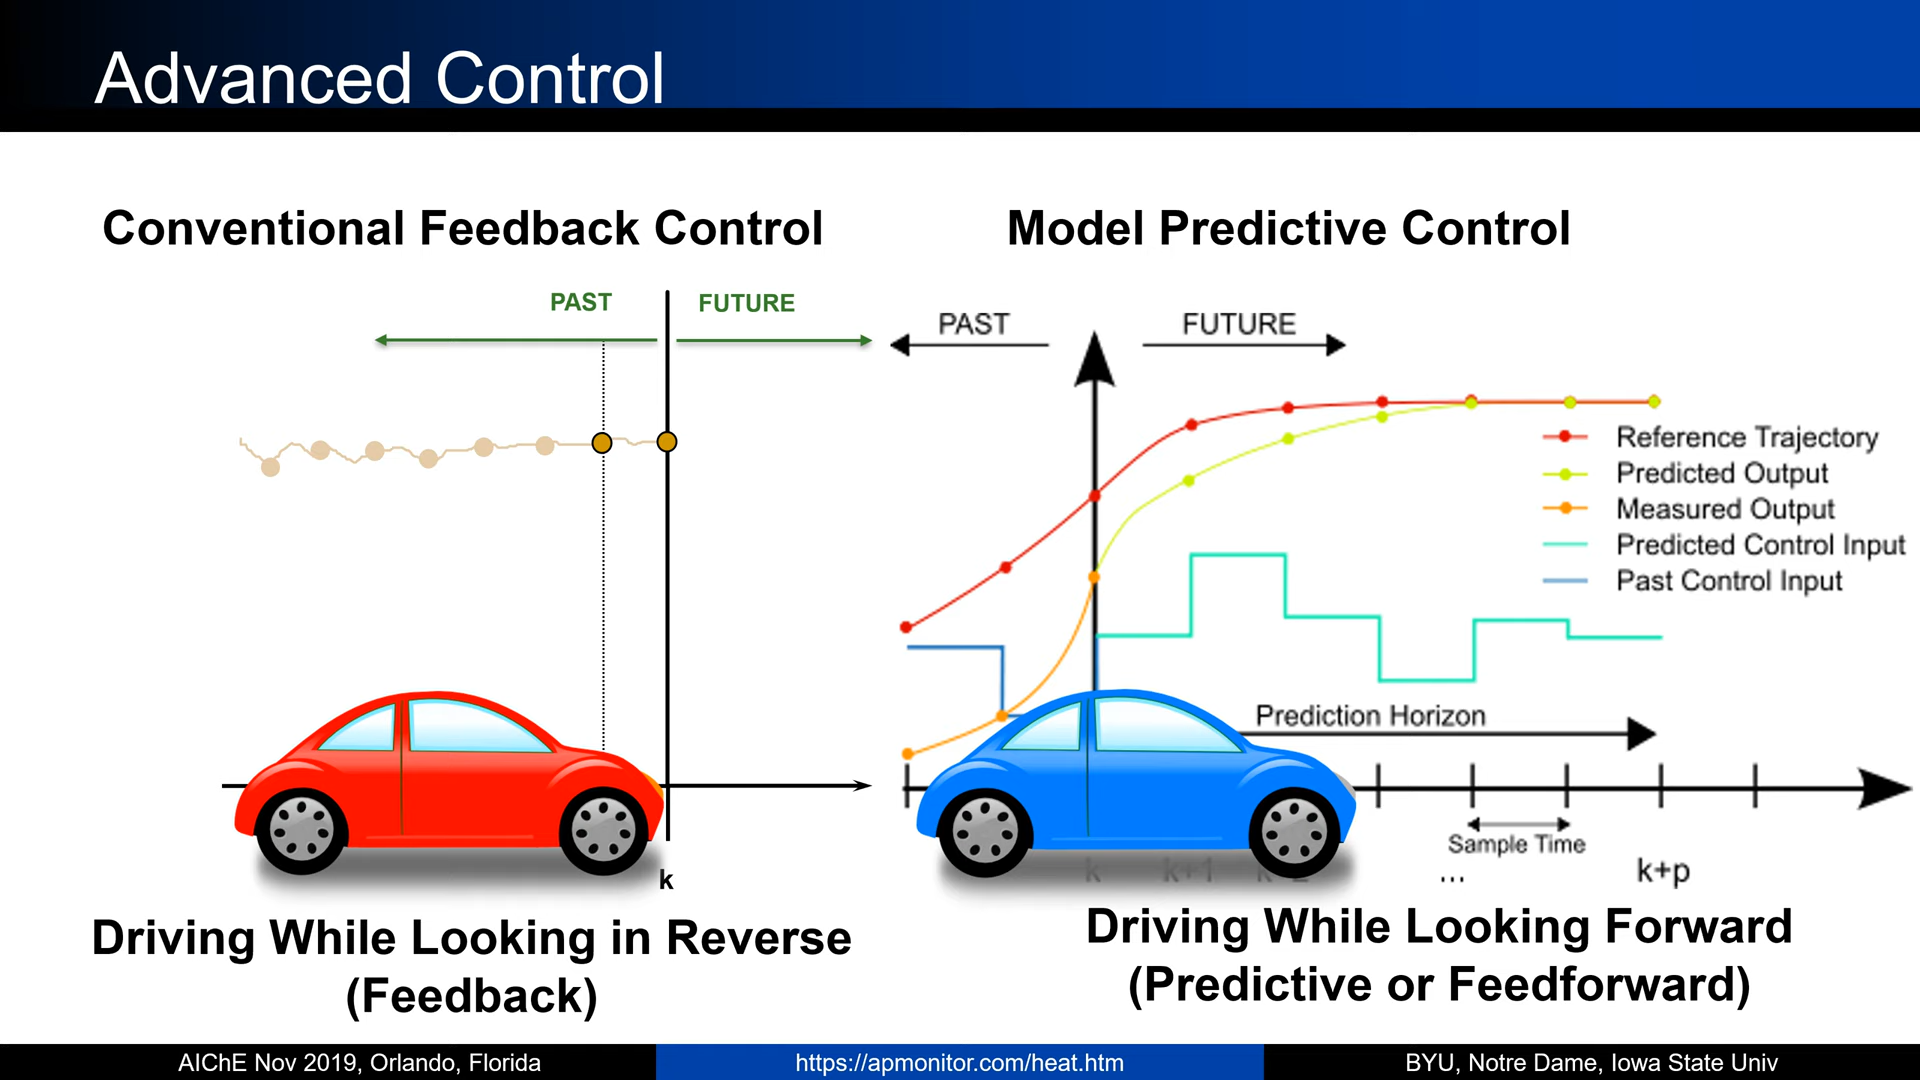 Advanced Control
Conventional Feedback Control
PAST
FUTURE
k
Driving While Looking in Reverse
(Feedback)
Model Predictive Control
PAST
FUTURE
Reference Trajectory
Predicted Output
Measured Output
Predicted Control Input
Past Control Input
Prediction Horizon
Sample Time
k
k+1
...
k+p
Driving While Looking Forward
(Predictive or Feedforward)
AIChE Nov 2019, Orlando, Florida
https://apmonitor.com/heat.htm
BYU, Notre Dame, Iowa State Univ